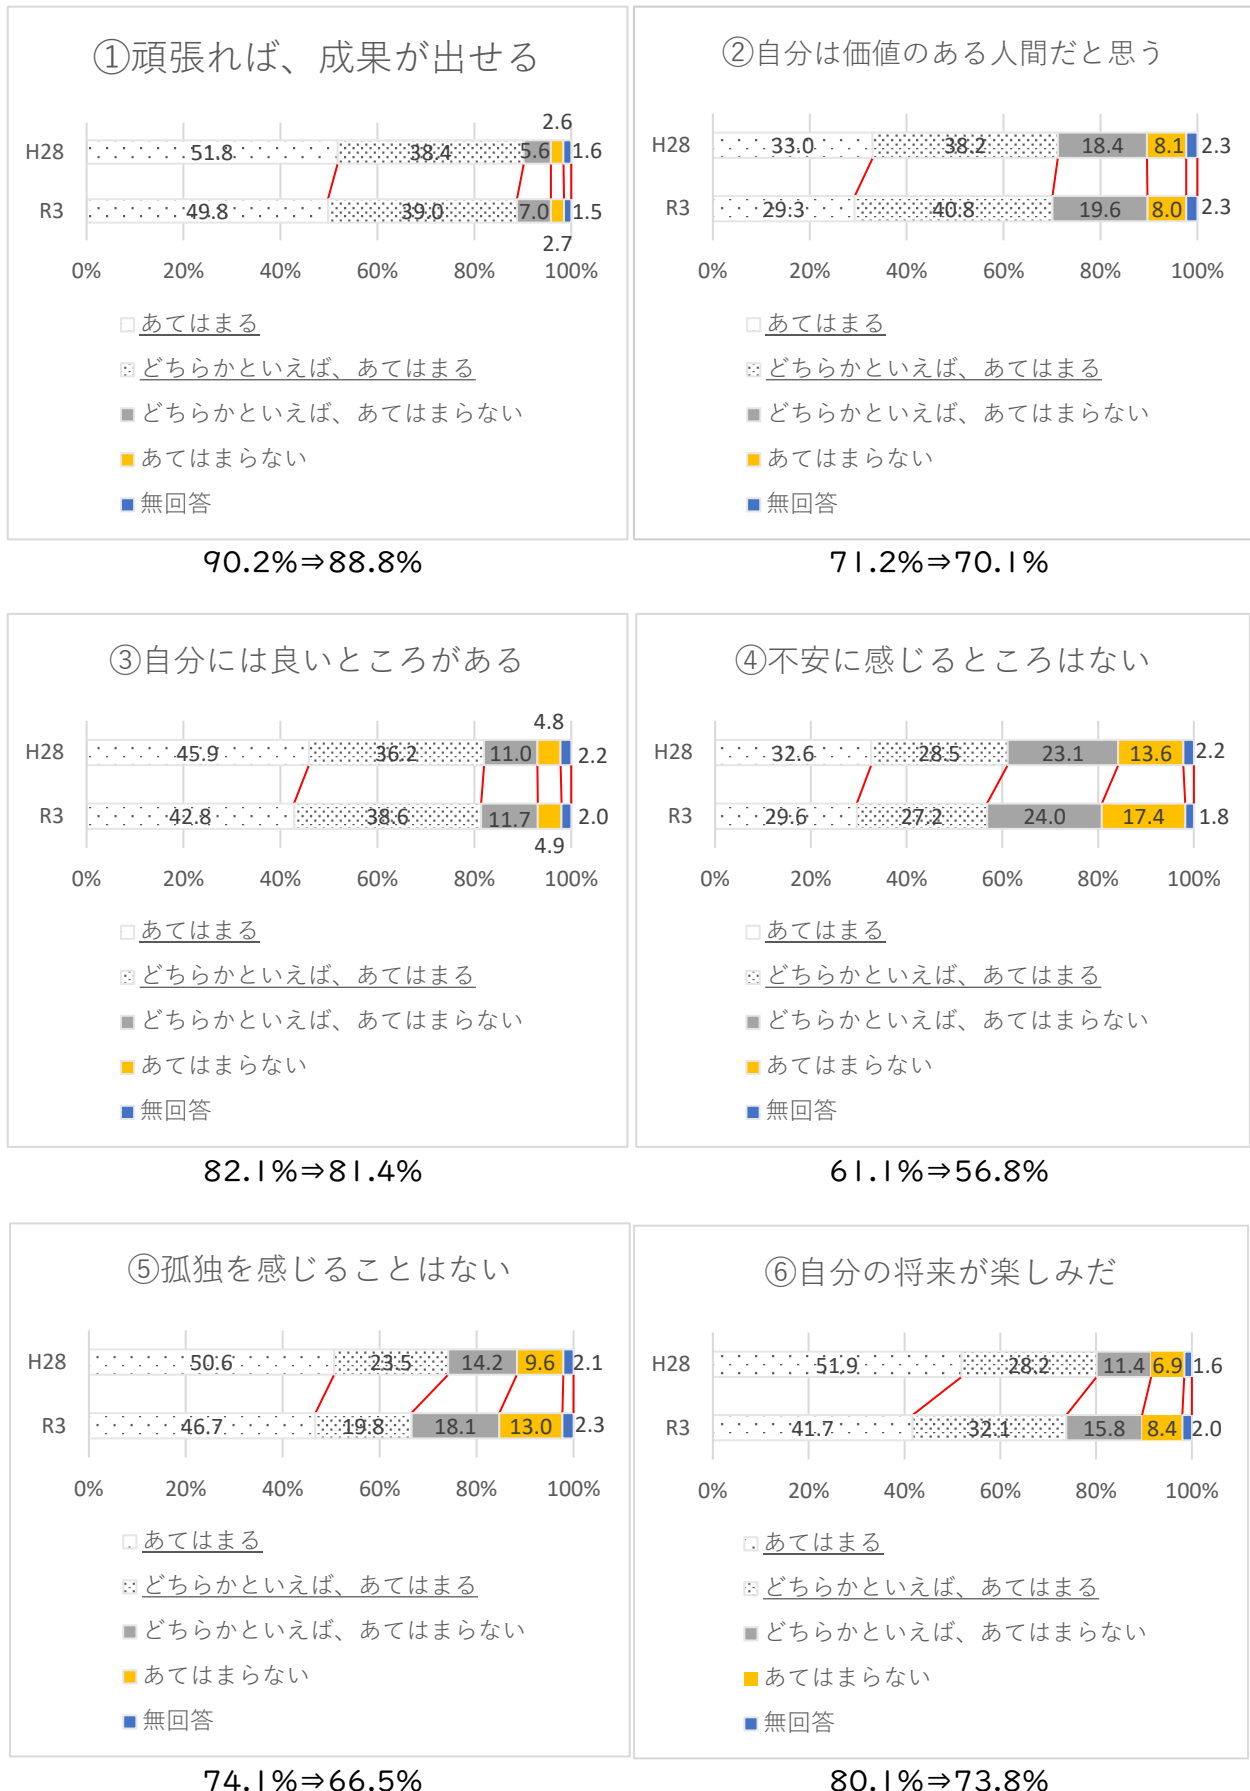 ①頑張れば、成果が出せる
2.6
H28 51.8 38.4 5.6 1.6
R3 49.8 39.0 7.0 1.5
2.7
0% 20% 40% 60% 80% 100%
あてはまる
どちらかといえば、あてはまる
どちらかといえば、あてはまらない
あてはまらない
無回答
90.2%⇒88.8%
②自分は価値のある人間だと思う
H28 33.0 38.2 18.4 8.1 2.3
R3 29.3 40.8 19.6 8.0 2.3
0% 20% 40% 60% 80% 100%
あてはまる
どちらかといえば、あてはまる
どちらかといえば、あてはまらない
あてはまらない
無回答
71.2%⇒70.1%
③自分には良いところがある
4.8
H28 45.9 36.2 11.0 2.2
R3 42.8 38.6 11.7 2.0
4.9
0% 20% 40% 60% 80% 100%
あてはまる
どちらかといえば、あてはまる
どちらかといえば、あてはまらない
あてはまらない
無回答
82.1%⇒81.4%
④不安に感じるところはない
H28 32.6 28.5 23.1 13.6 2.2
R3 29.6 27.2 24.0 17.4 1.8
0% 20% 40% 60% 80% 100%
あてはまる
どちらかといえば、あてはまる
どちらかといえば、あてはまらない
あてはまらない
無回答
61.1%⇒56.8%
⑤孤独を感じることはない
H28 50.6 23.5 14.2 9.6 2.1
R3 46.7 19.8 18.1 13.0 2.3
0% 20% 40% 60% 80% 100%
あてはまる
どちらかといえば、あてはまる
どちらかといえば、あてはまらない
あてはまらない
無回答
74.1%⇒66.5%
⑥自分の将来が楽しみだ
H28 51.9 28.2 11.4 6.9 1.6
R3 41.7 32.1 15.8 8.4 2.0
0% 20% 40% 60% 80% 100%
あてはまる
どちらかといえば、あてはまる
どちらかといえば、あてはまらない
あてはまらない
無回答
80.1%⇒73.8%